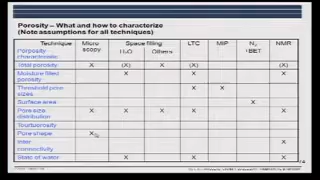 Porosity – What and how to characterize
(Note assumptions for all techniques)
Technique Micro scopy Space filling LTC MIP N2 +BET NMR
Porosity characteristic H2O Others
Total porosity X (X) X (X) (X)
Moisture filled porosity X X X
Threshold pore sizes X X
Surface area X
Pore size distribution X X X X X
Tourtuorosity
Pore shape X
Inter connectivity X
State of water X X X